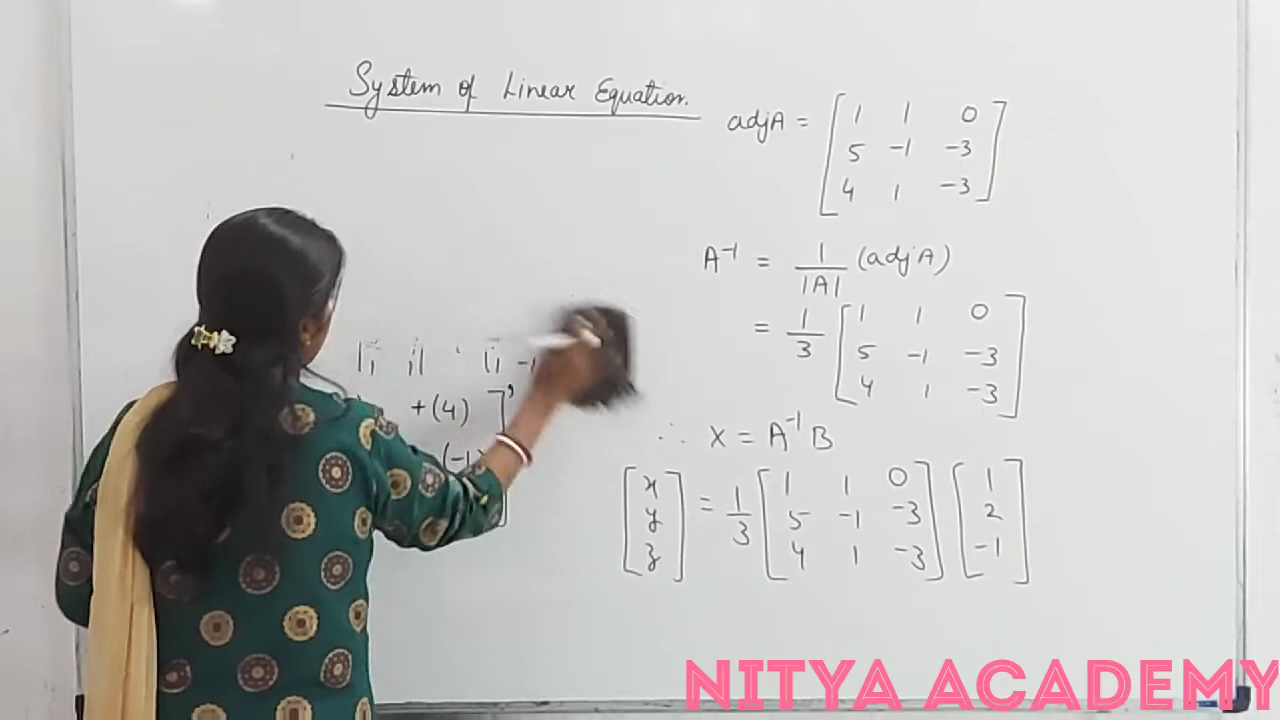 System of Linear Equation.
adjA = [ 1 1 0
5 -1 -3
4 1 -3 ]
A⁻¹ = 1/|A| (adjA)
= 1/3 [ 1 1 0
5 -1 -3
4 1 -3 ]
+(4) ]'
(-1)
∴ X = A⁻¹B
[ x
y
z ] = 1/3 [ 1 1 0
5 -1 -3
4 1 -3 ] [ 1
2
-1 ]
NITYA ACADEMY